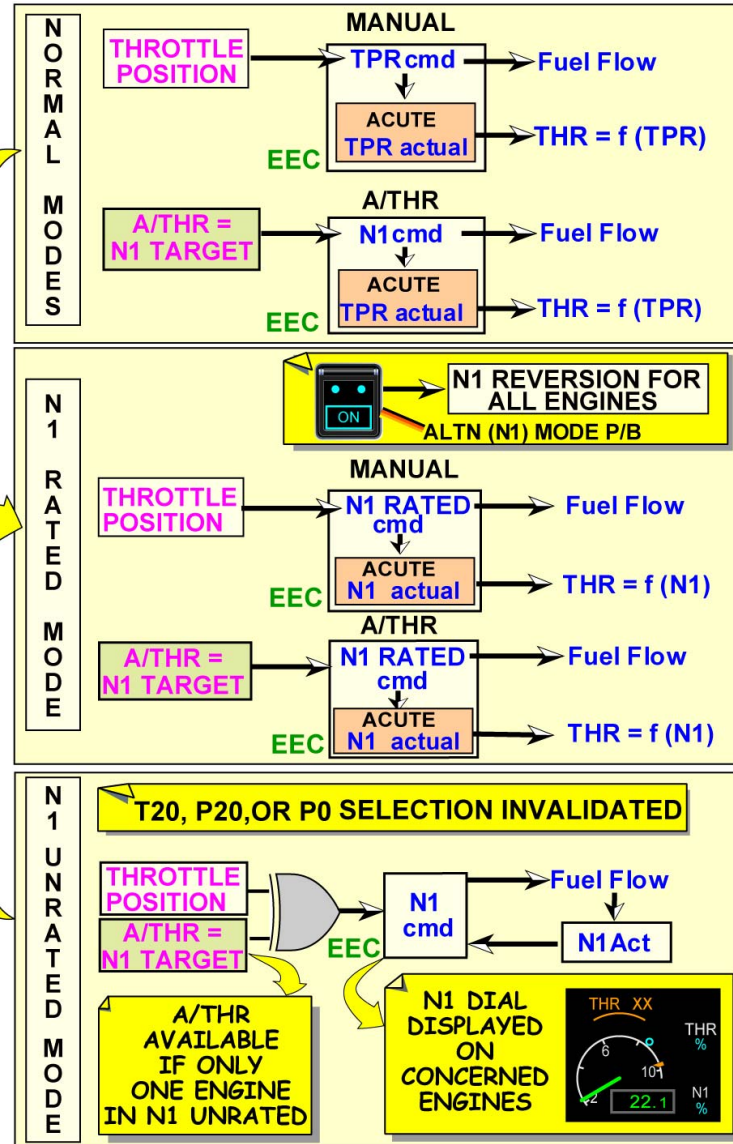 NORMAL MODES
MANUAL
THROTTLE
POSITION
TPR cmd
Fuel Flow
ACUTE
TPR actual
THR = f (TPR)
EEC
A/THR
A/THR =
N1 TARGET
N1 cmd
Fuel Flow
ACUTE
TPR actual
THR = f (TPR)
EEC
N1 RATED MODE
ON
N1 REVERSION FOR
ALL ENGINES
ALTN (N1) MODE P/B
MANUAL
THROTTLE
POSITION
N1 RATED
cmd
Fuel Flow
ACUTE
N1 actual
THR = f (N1)
EEC
A/THR
A/THR =
N1 TARGET
N1 RATED
cmd
Fuel Flow
ACUTE
N1 actual
THR = f (N1)
EEC
N1 UNRATED MODE
T20, P20,OR P0 SELECTION INVALIDATED
THROTTLE
POSITION
A/THR =
N1 TARGET
EEC
N1
cmd
Fuel Flow
N1Act
A/THR
AVAILABLE
IF ONLY
ONE ENGINE
IN N1 UNRATED
N1 DIAL
DISPLAYED
ON
CONCERNED
ENGINES
THR XX
THR
%
6
10
2
22.1
N1
%